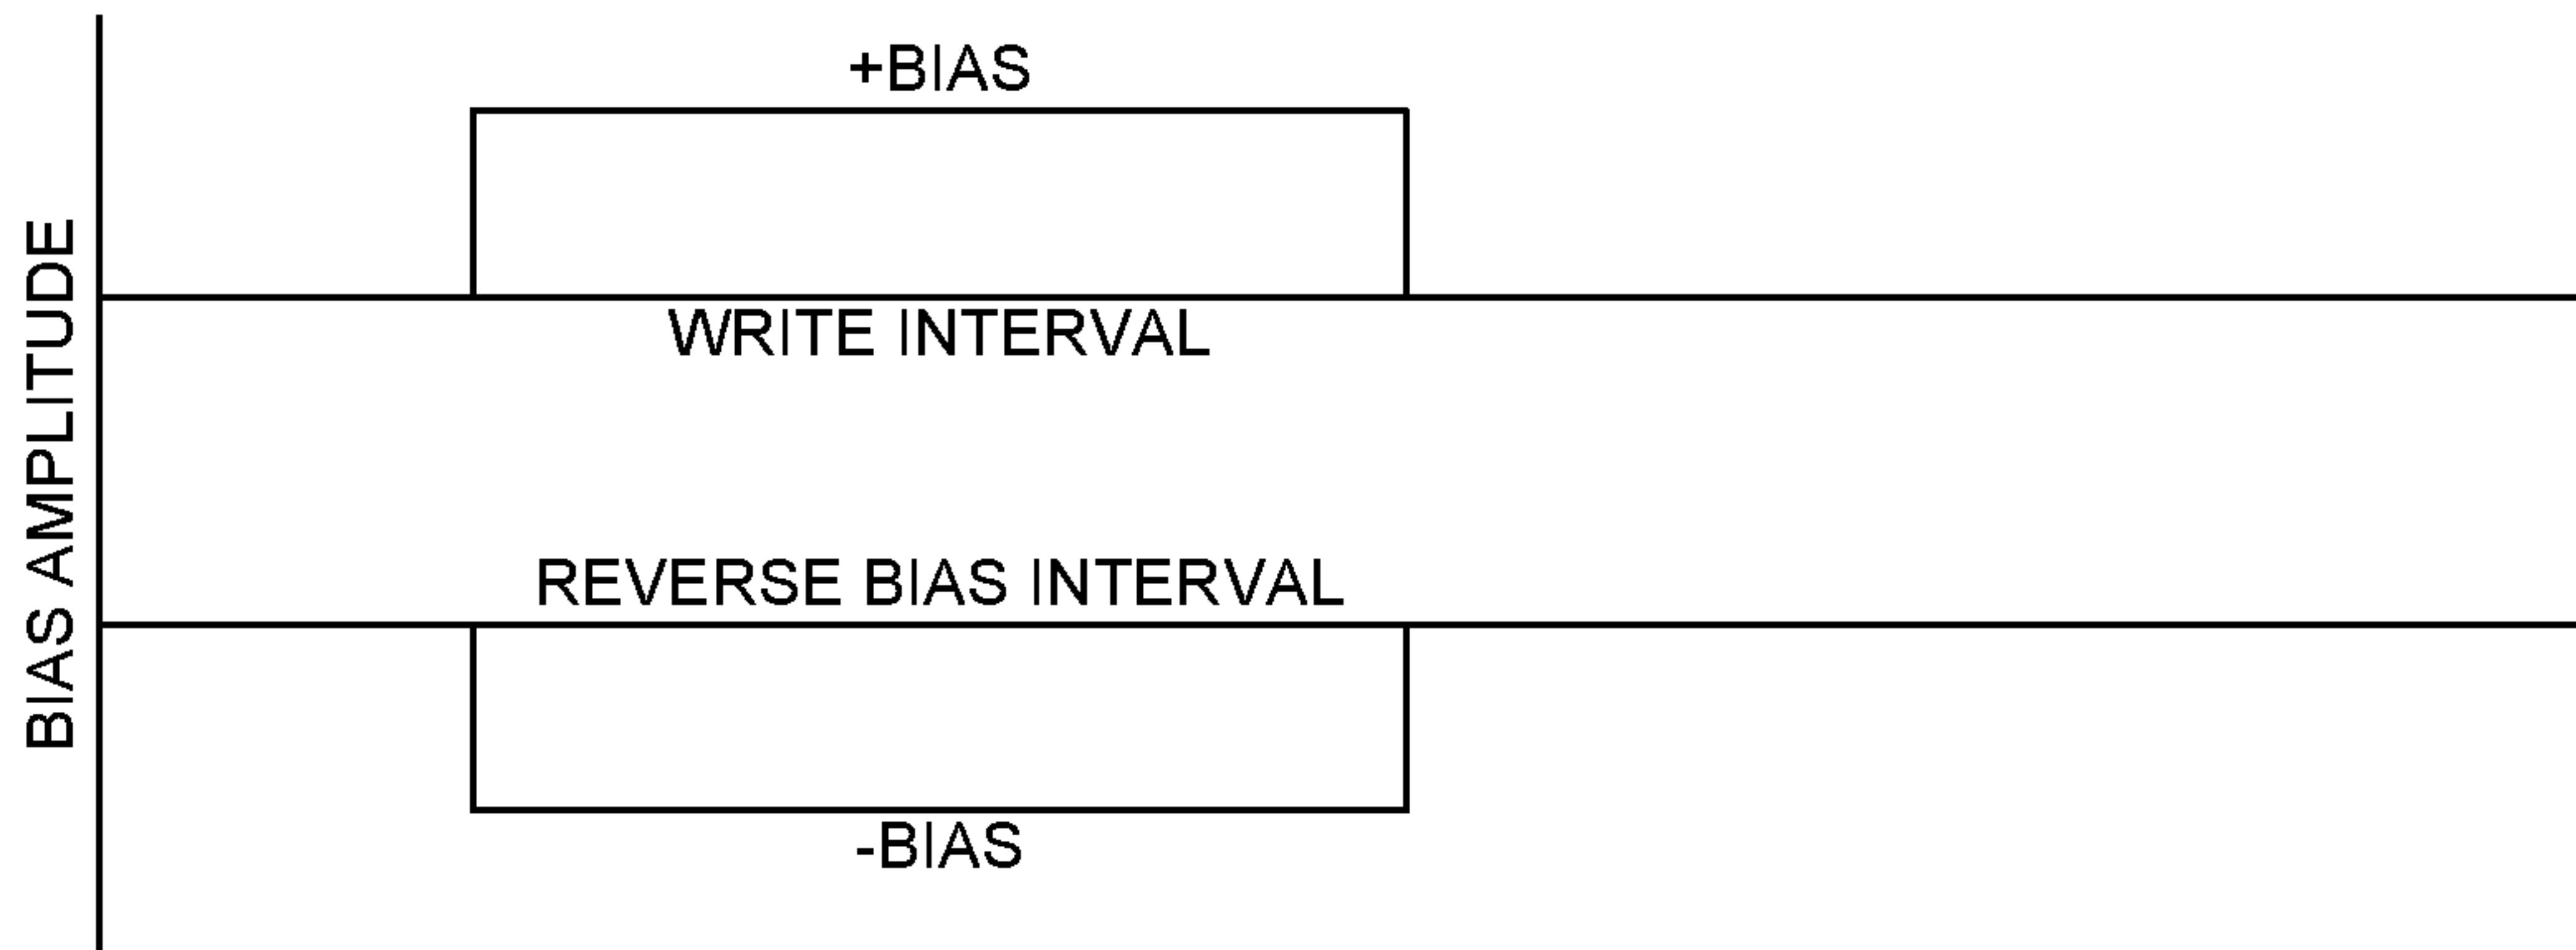 +BIAS
WRITE INTERVAL
BIAS AMPLITUDE
REVERSE BIAS INTERVAL
-BIAS